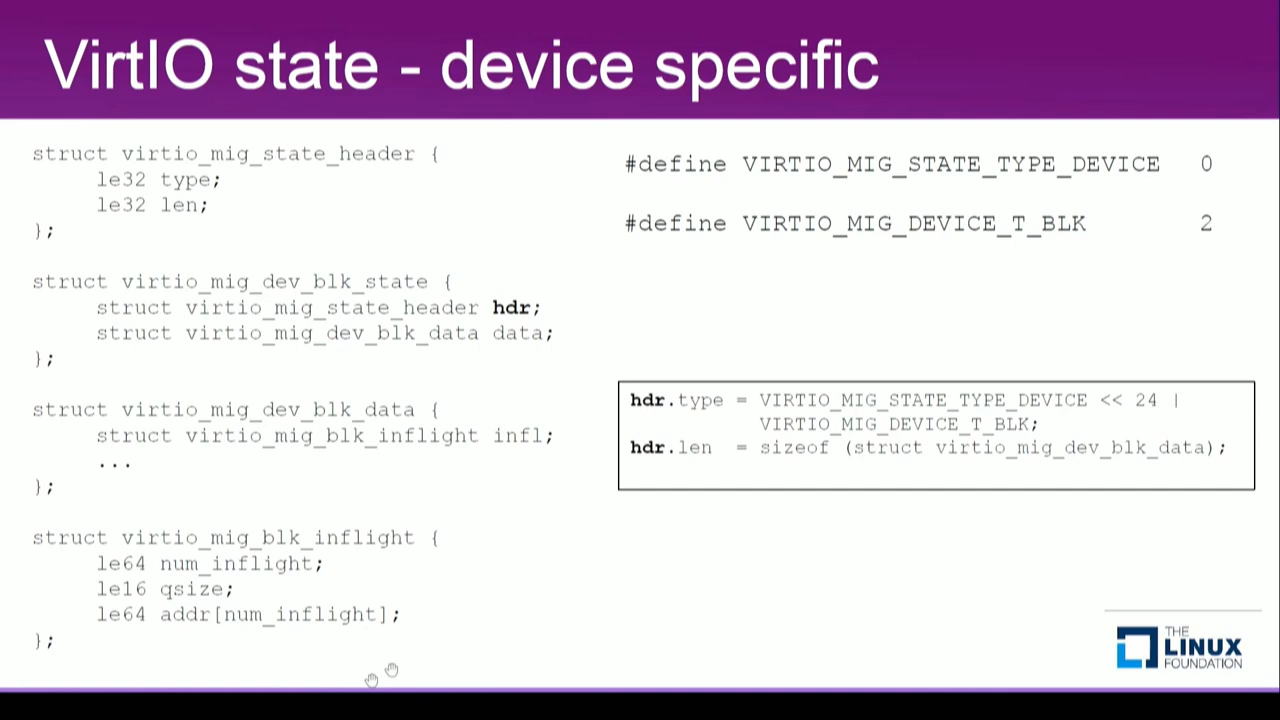 VirtIO state - device specific
struct virtio_mig_state_header {
le32 type;
le32 len;
};
struct virtio_mig_dev_blk_state {
struct virtio_mig_state_header hdr;
struct virtio_mig_dev_blk_data data;
};
struct virtio_mig_dev_blk_data {
struct virtio_mig_blk_inflight infl;
...
};
struct virtio_mig_blk_inflight {
le64 num_inflight;
le16 qsize;
le64 addr[num_inflight];
};
#define VIRTIO_MIG_STATE_TYPE_DEVICE 0
#define VIRTIO_MIG_DEVICE_T_BLK 2
hdr.type = VIRTIO_MIG_STATE_TYPE_DEVICE << 24 |
VIRTIO_MIG_DEVICE_T_BLK;
hdr.len = sizeof (struct virtio_mig_dev_blk_data);
THE
LINUX
FOUNDATION